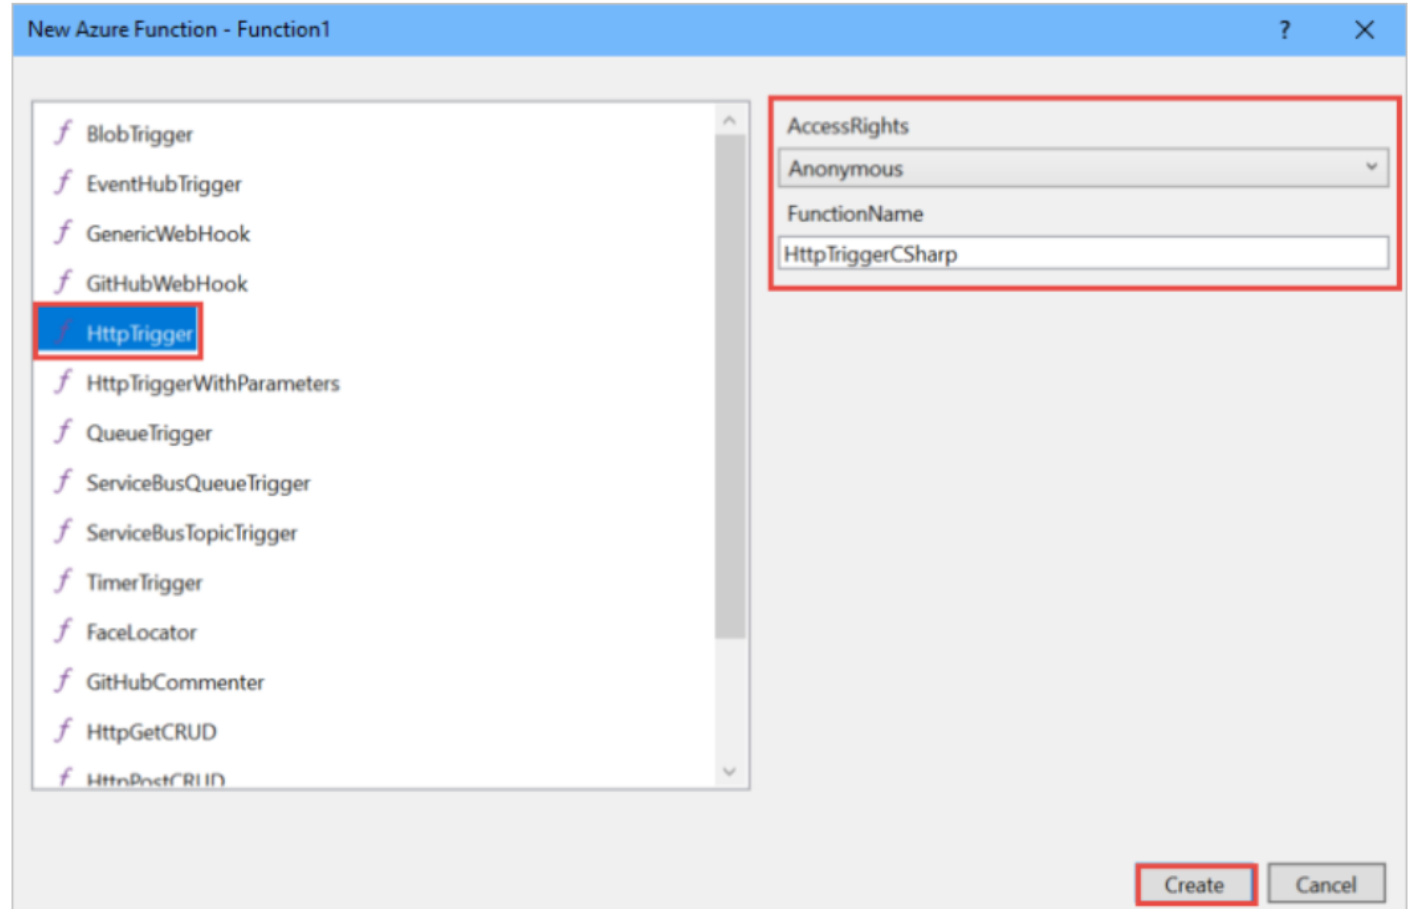 New Azure Function - Function1
?
BlobTrigger
EventHubTrigger
GenericWebHook
GitHubWebHook
HttpTrigger
HttpTriggerWithParameters
QueueTrigger
ServiceBusQueueTrigger
ServiceBusTopicTrigger
TimerTrigger
FaceLocator
GitHubCommenter
HttpGetCRUD
HttpPostCRUD
AccessRights
Anonymous
FunctionName
HttpTriggerCSharp
Create
Cancel